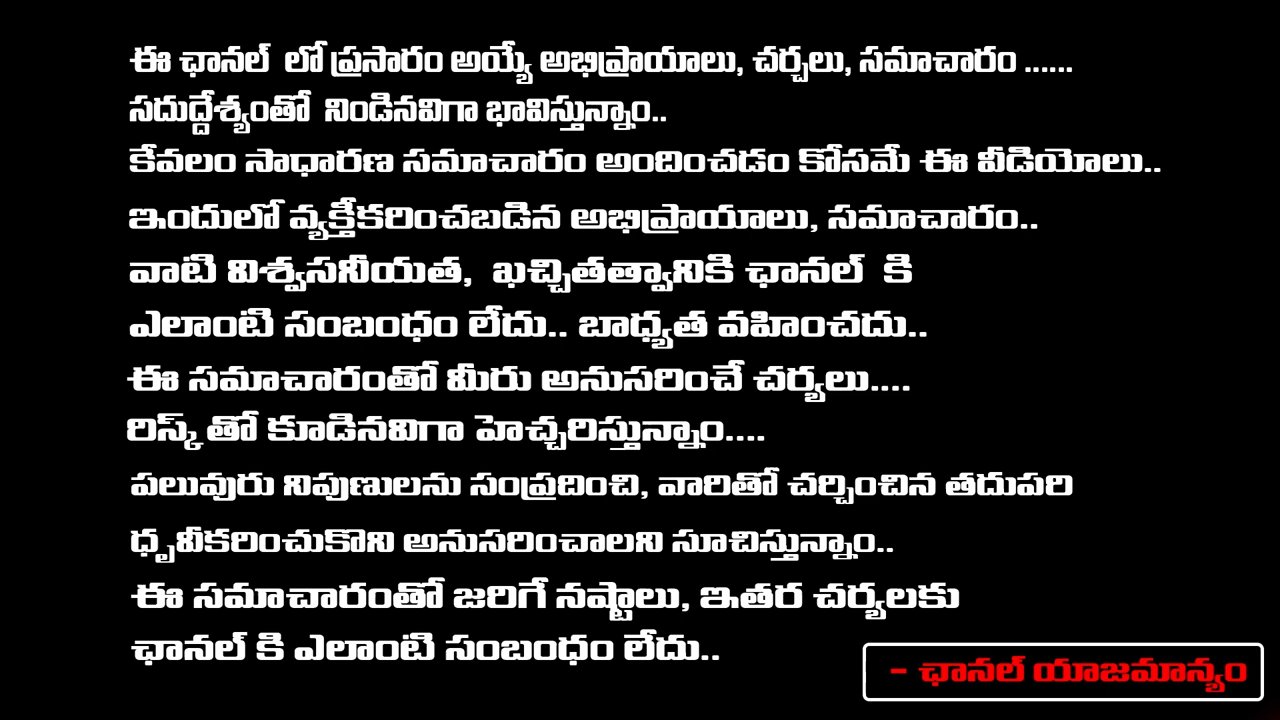 ఈ ఛానల్ లో ప్రసారం అయ్యే అభిప్రాయాలు, చర్చలు, సమాచారం ......
సదుద్దేశ్యంతో నిండినవిగా భావిస్తున్నాం..
కేవలం సాధారణ సమాచారం అందించడం కోసమే ఈ వీడియోలు..
ఇందులో వ్యక్తీకరించబడిన అభిప్రాయాలు, సమాచారం..
వాటి విశ్వసనీయత, ఖచ్చితత్వానికి ఛానల్ కి
ఎలాంటి సంబంధం లేదు.. బాధ్యత వహించదు..
ఈ సమాచారంతో మీరు అనుసరించే చర్యలు....
రిస్క్ తో కూడినవిగా హెచ్చరిస్తున్నాం....
పలువురు నిపుణులను సంప్రదించి, వారితో చర్చించిన తదుపరి
ధృవీకరించుకొని అనుసరించాలని సూచిస్తున్నాం..
ఈ సమాచారంతో జరిగే నష్టాలు, ఇతర చర్యలకు
ఛానల్ కి ఎలాంటి సంబంధం లేదు..
- ఛానల్ యాజమాన్యం